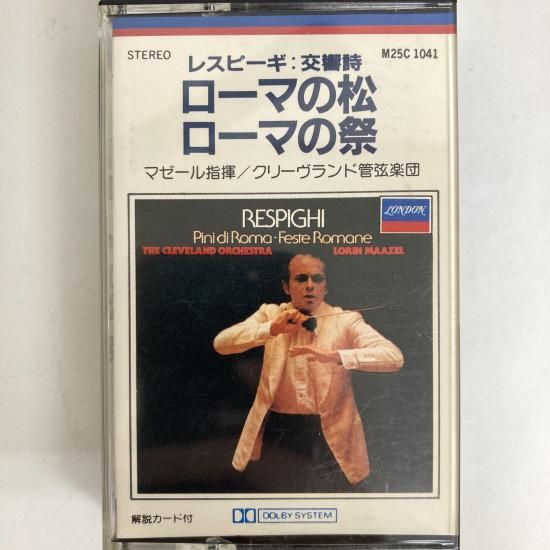 STEREO
M25C 1041
レスピーギ:交響詩
ローマの松
ローマの祭
マゼール指揮/クリーヴランド管弦楽団
RESPIGHI
LONDON
Pini di Roma·Feste Romane
THE CLEVELAND ORCHESTRA
LORIN MAAZEL
解説カード付
DOLBY SYSTEM